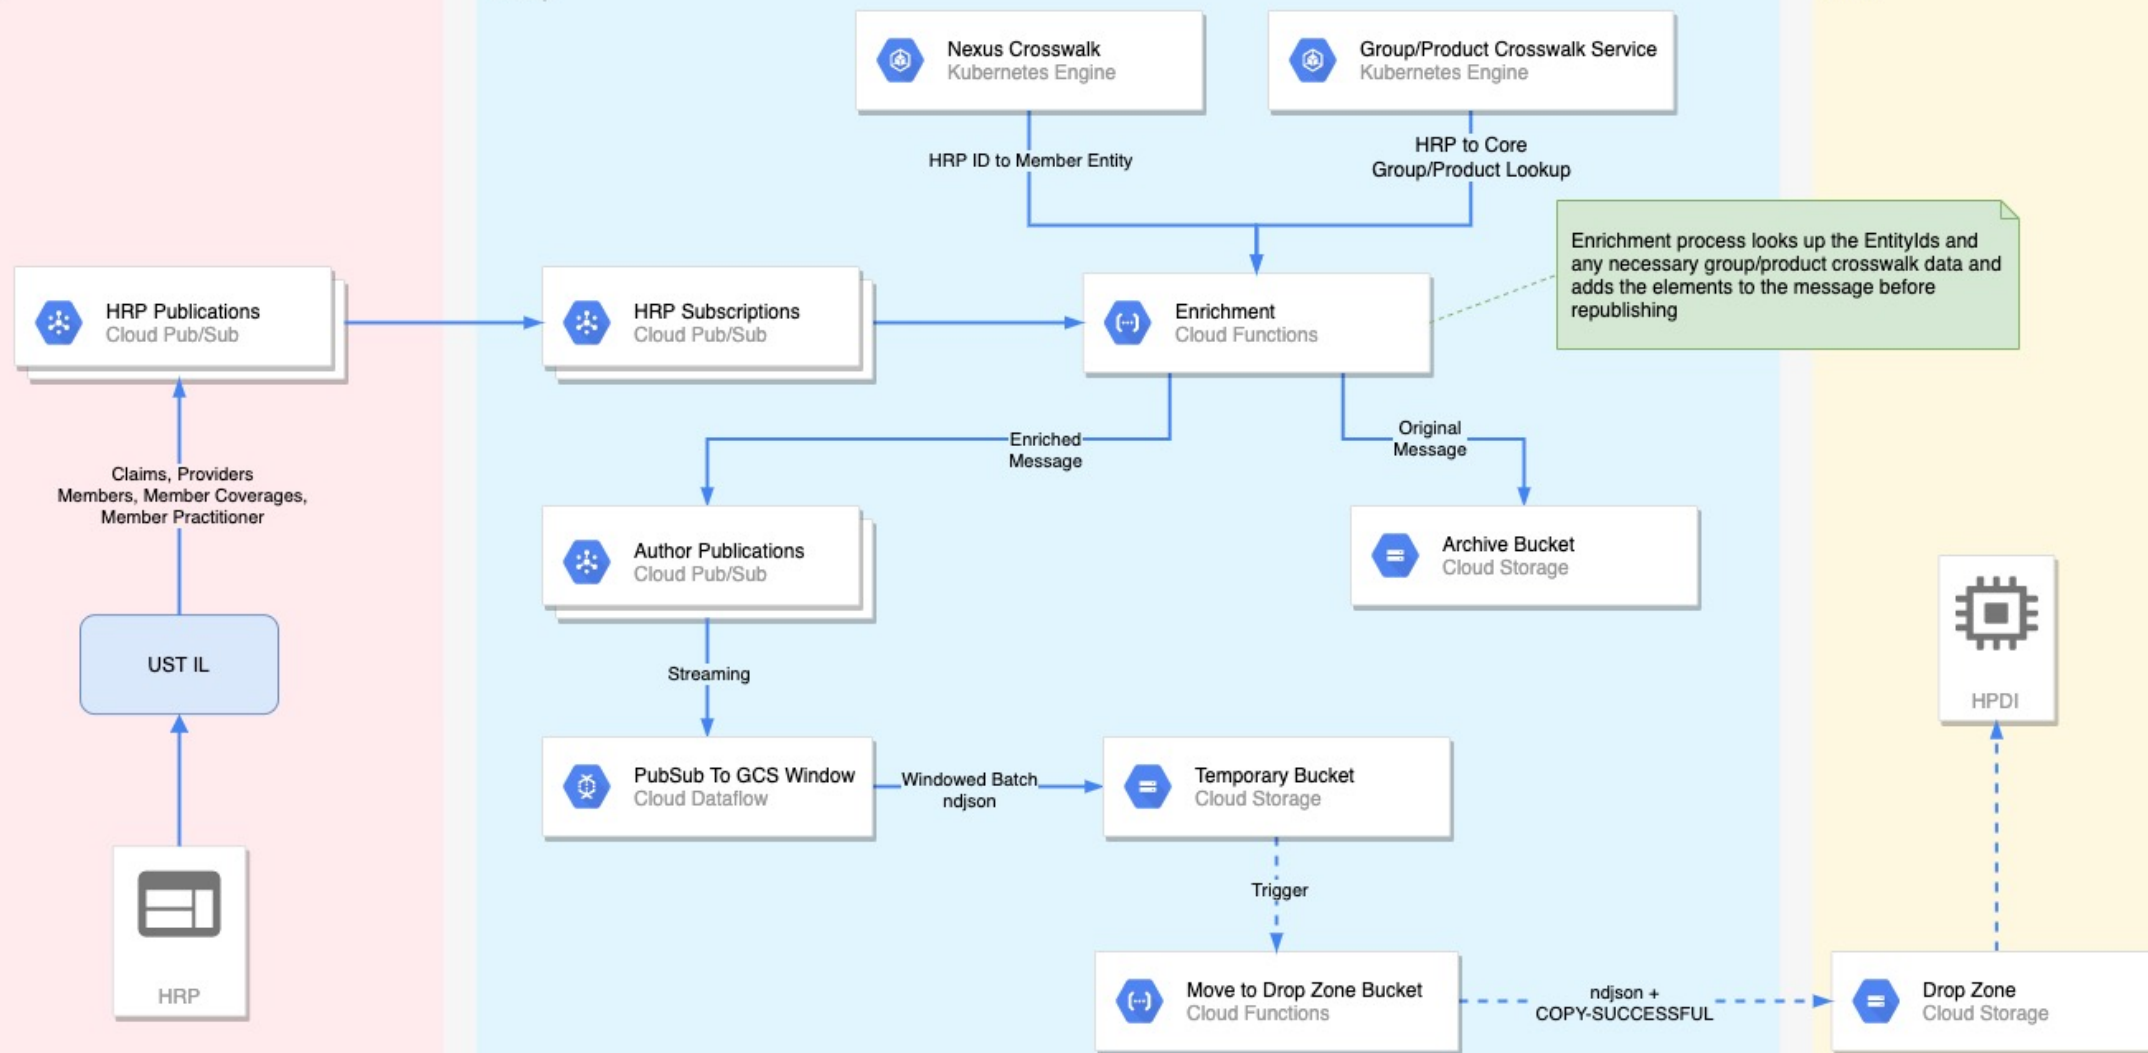 Nexus Crosswalk
Kubernetes Engine
Group/Product Crosswalk Service
Kubernetes Engine
HRP ID to Member Entity
HRP to Core
Group/Product Lookup
Enrichment process looks up the EntityIds and
any necessary group/product crosswalk data and
adds the elements to the message before
republishing
HRP Publications
Cloud Pub/Sub
HRP Subscriptions
Cloud Pub/Sub
Enrichment
Cloud Functions
Enriched
Message
Original
Message
Claims, Providers
Members, Member Coverages,
Member Practitioner
Author Publications
Cloud Pub/Sub
Archive Bucket
Cloud Storage
UST IL
Streaming
HPDI
PubSub To GCS Window
Cloud Dataflow
Windowed Batch
ndjson
Temporary Bucket
Cloud Storage
Trigger
HRP
Move to Drop Zone Bucket
Cloud Functions
ndjson +
COPY-SUCCESSFUL
Drop Zone
Cloud Storage